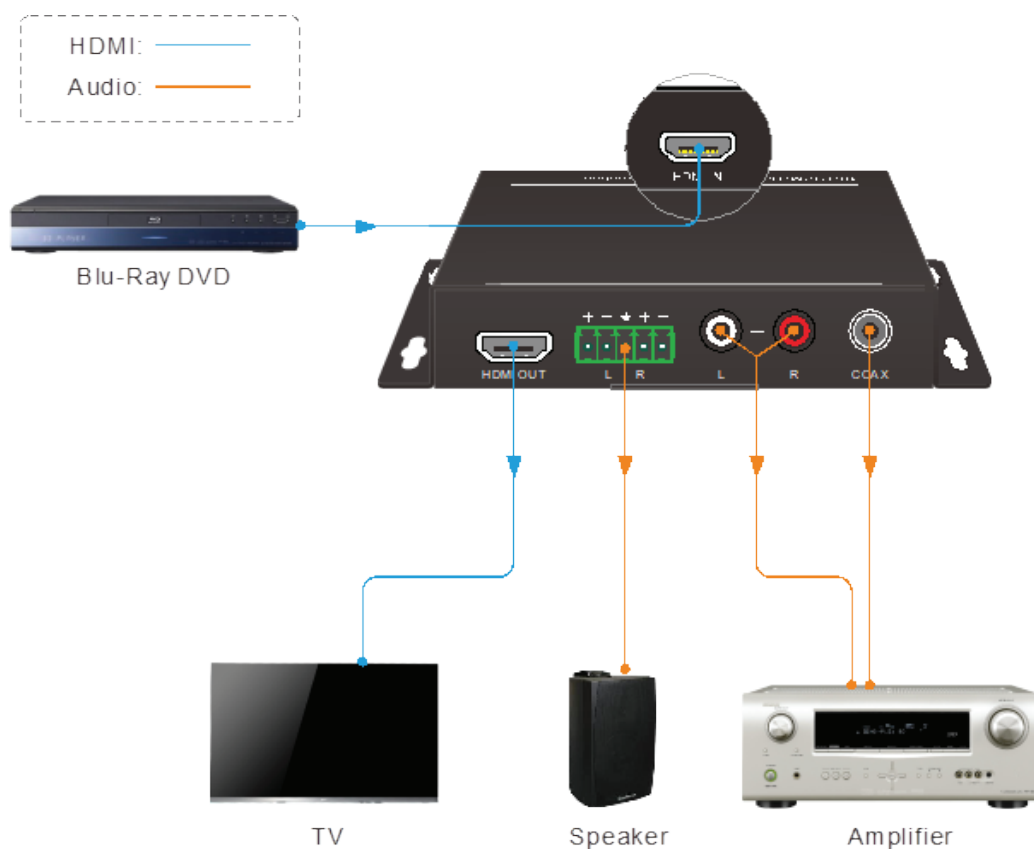 HDMI:
Audio:
HDMI IN
Blu-Ray DVD
+ − + −
HDMI OUT
L R
L
R
COAX
TV
Speaker
Amplifier